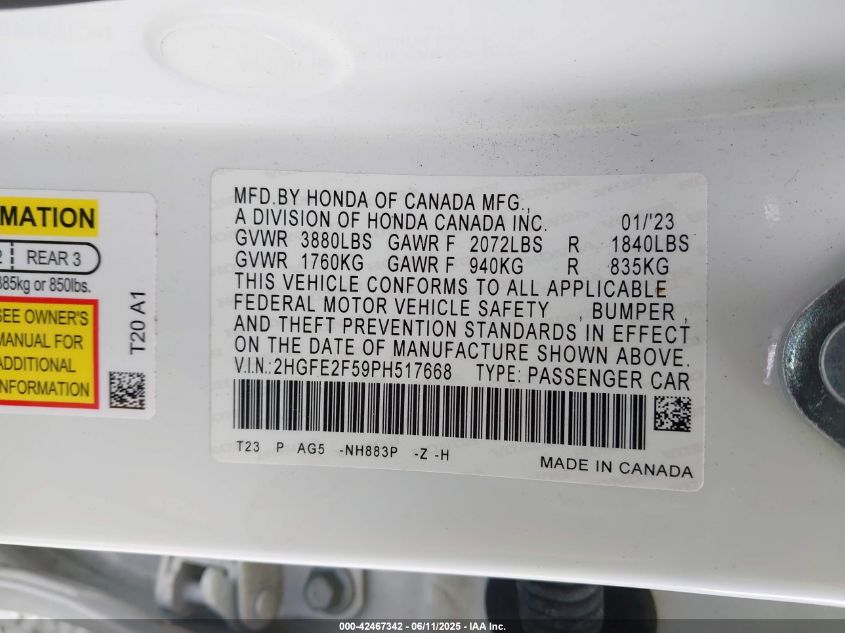 MATION
2 REAR 3
385kg or 850lbs.
SEE OWNER'S
MANUAL FOR
ADDITIONAL
INFORMATION
T20 A1
MFD.BY HONDA OF CANADA MFG.,
A DIVISION OF HONDA CANADA INC. 01/'23
GVWR 3880LBS GAWR F 2072LBS R 1840LBS
GVWR 1760KG GAWR F 940KG R 835KG
THIS VEHICLE CONFORMS TO ALL APPLICABLE
FEDERAL MOTOR VEHICLE SAFETY , BUMPER ,
AND THEFT PREVENTION STANDARDS IN EFFECT
ON THE DATE OF MANUFACTURE SHOWN ABOVE.
V.I.N.:2HGFE2F59PH517668 TYPE: PASSENGER CAR
T23 P AG5 -NH883P -Z -H
MADE IN CANADA
000-42467342 - 06/11/2025 - IAA Inc.